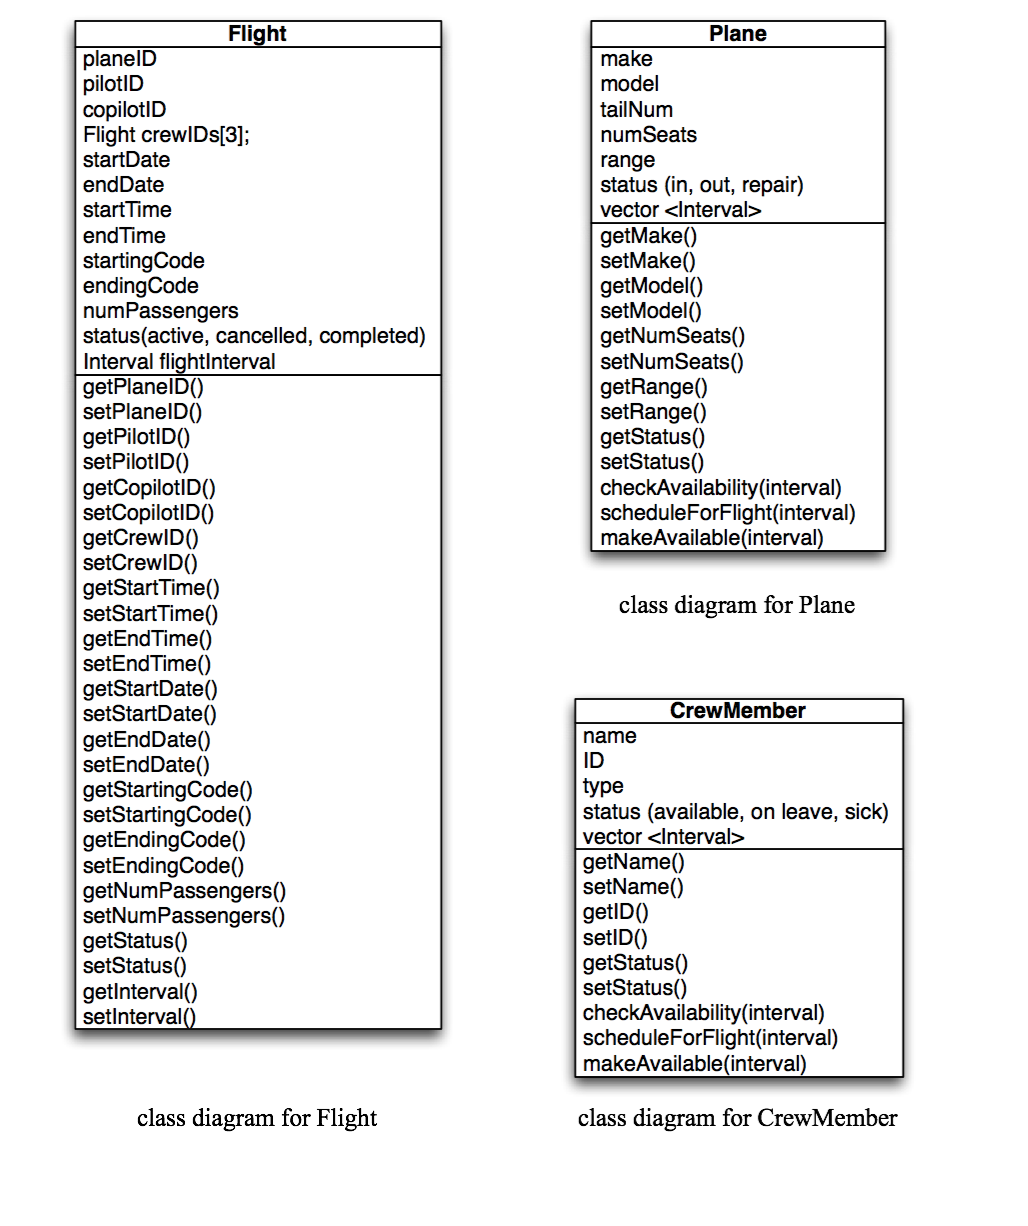 Flight
planeID
pilotID
copilotID
Flight crewIDs[3];
startDate
endDate
startTime
endTime
startingCode
endingCode
numPassengers
status(active, cancelled, completed)
Interval flightInterval
getPlaneID()
setPlaneID()
getPilotID()
setPilotID()
getCopilotID()
setCopilotID()
getCrewID()
setCrewID()
getStartTime()
setStartTime()
getEndTime()
setEndTime()
getStartDate()
setStartDate()
getEndDate()
setEndDate()
getStartingCode()
setStartingCode()
getEndingCode()
setEndingCode()
getNumPassengers()
setNumPassengers()
getStatus()
setStatus()
getInterval()
setInterval()
class diagram for Flight
Plane
make
model
tailNum
numSeats
range
status (in, out, repair)
vector <Interval>
getMake()
setMake()
getModel()
setModel()
getNumSeats()
setNumSeats()
getRange()
setRange()
getStatus()
setStatus()
checkAvailability(interval)
scheduleForFlight(interval)
makeAvailable(interval)
class diagram for Plane
CrewMember
name
ID
type
status (available, on leave, sick)
vector <Interval>
getName()
setName()
getID()
setID()
getStatus()
setStatus()
checkAvailability(interval)
scheduleForFlight(interval)
makeAvailable(interval)
class diagram for CrewMember